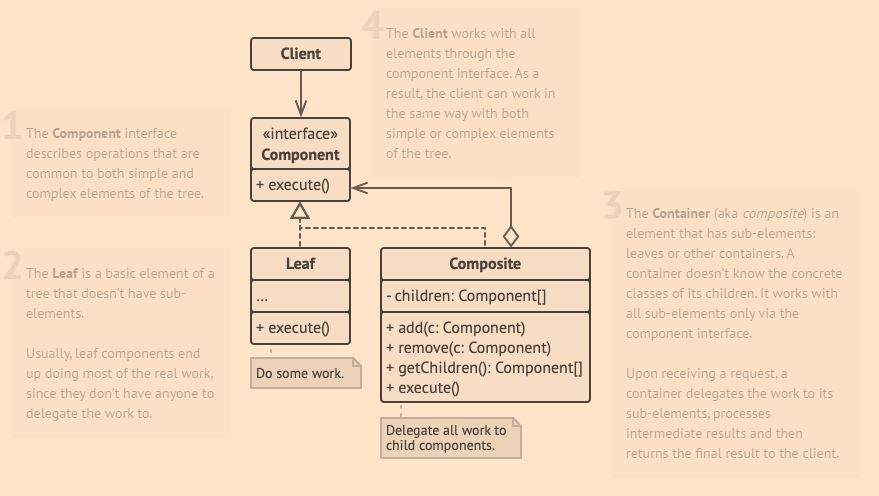 Client
4
The Client works with all
elements through the
component interface. As a
result, the client can work in
the same way with both
simple or complex elements
of the tree.
1
The Component interface
describes operations that are
common to both simple and
complex elements of the tree.
«interface»
Component
+ execute()
2
The Leaf is a basic element of a
tree that doesn't have sub-
elements.
Usually, leaf components end
up doing most of the real work,
since they don't have anyone to
delegate the work to.
Leaf
...
+ execute()
Do some work.
Composite
- children: Component[]
+ add(c: Component)
+ remove(c: Component)
+ getChildren(): Component[]
+ execute()
Delegate all work to
child components.
3
The Container (aka composite) is an
element that has sub-elements:
leaves or other containers. A
container doesn't know the concrete
classes of its children. It works with
all sub-elements only via the
component interface.
Upon receiving a request, a
container delegates the work to its
sub-elements, processes
intermediate results and then
returns the final result to the client.